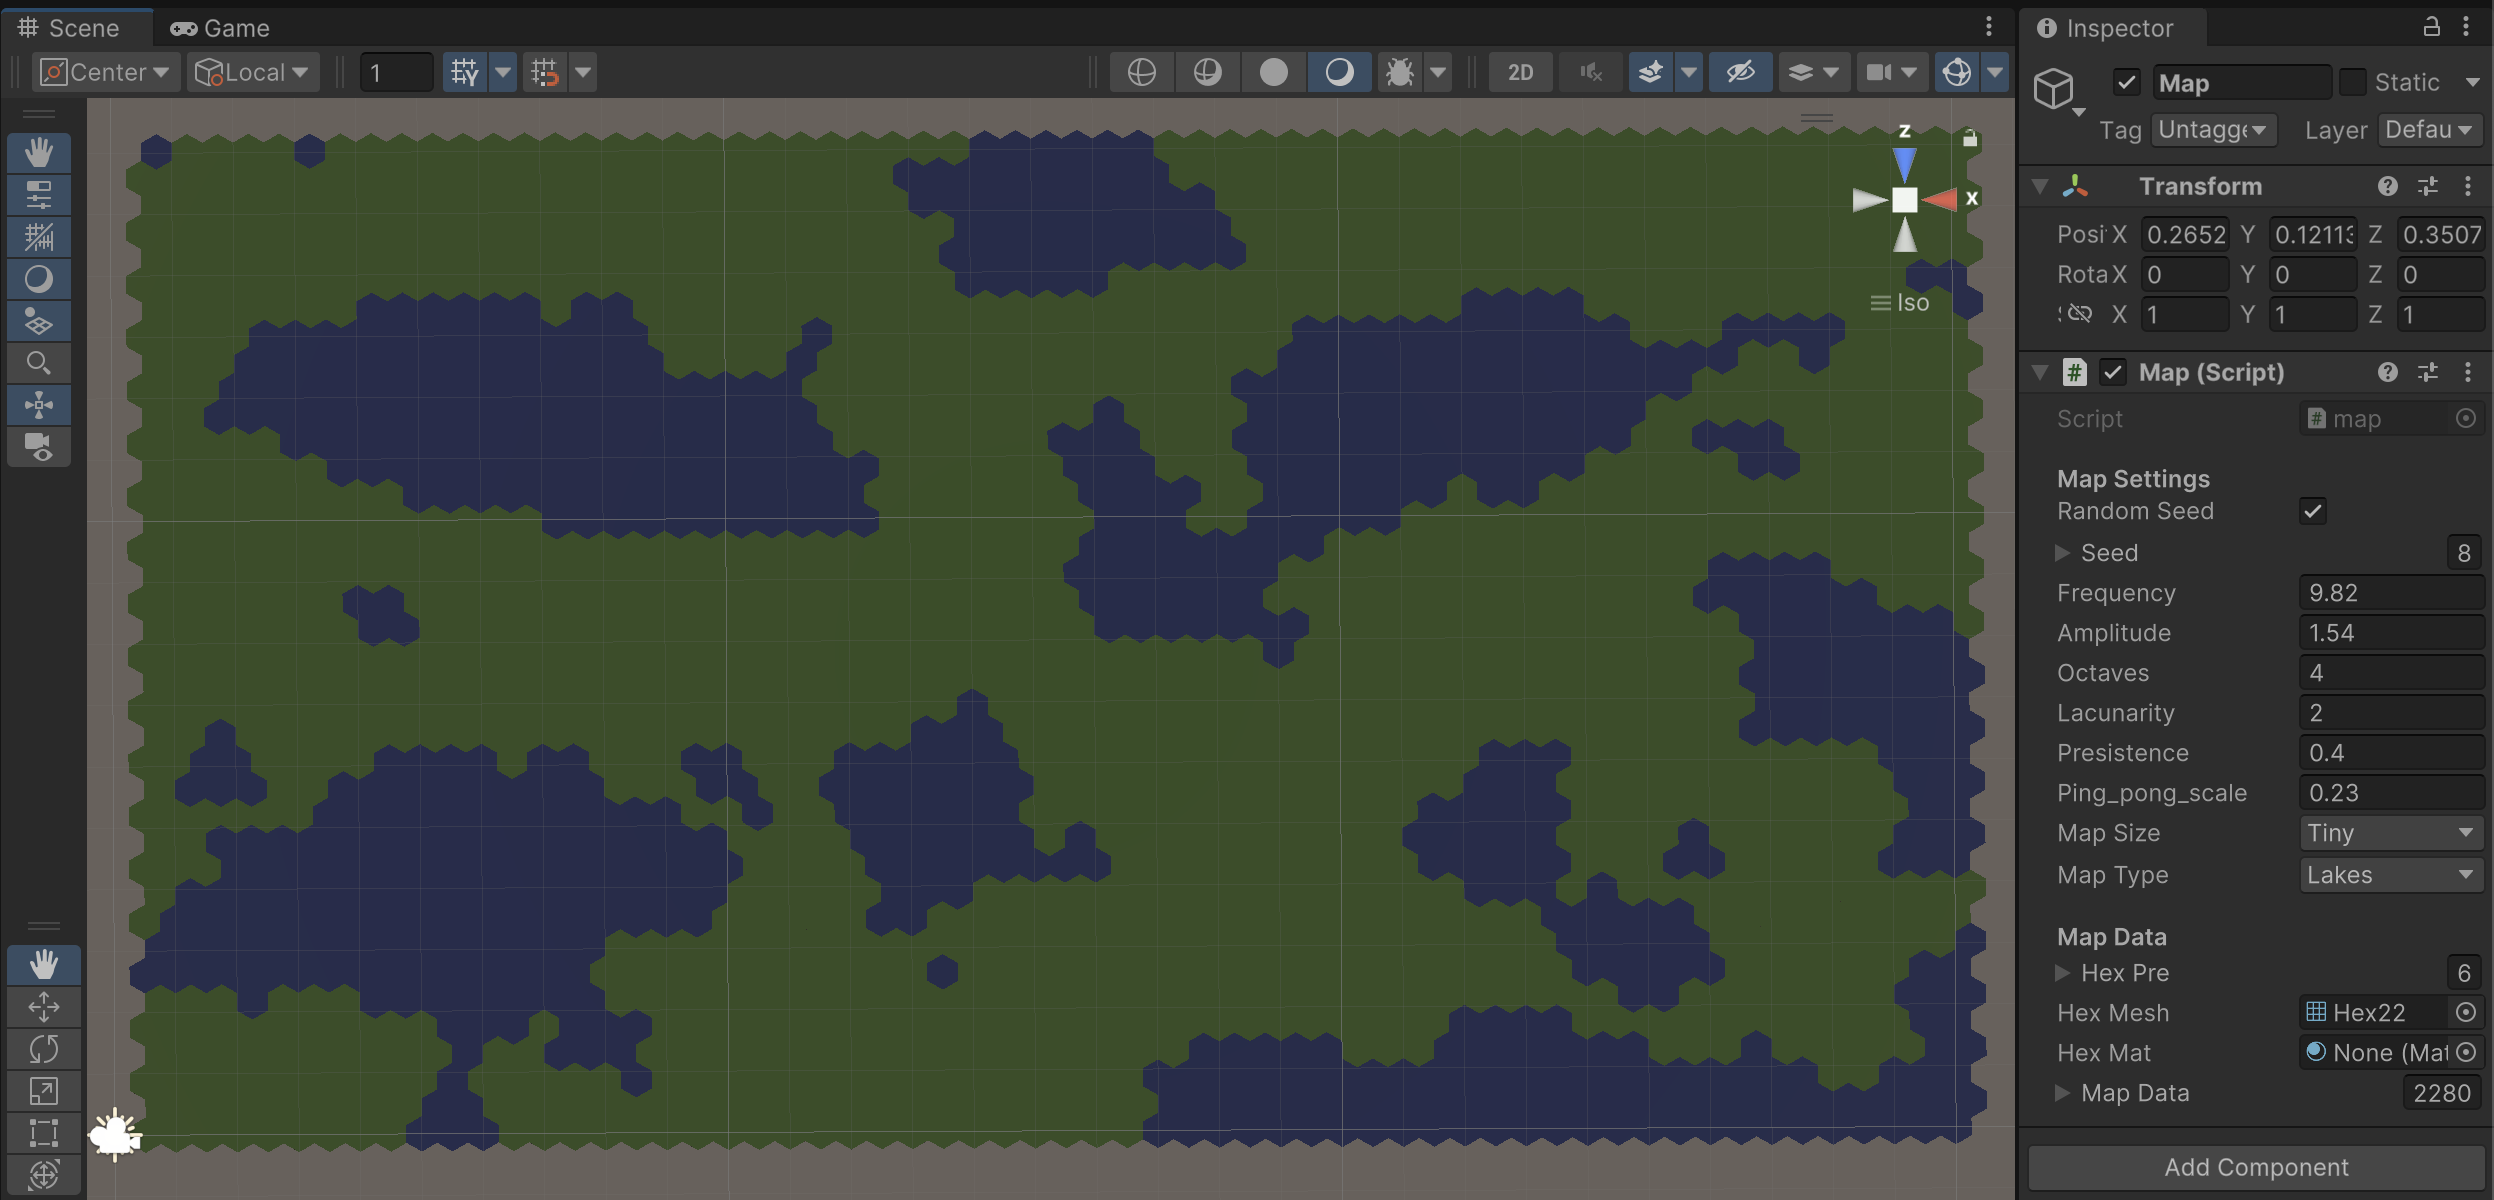 Scene
Game
Inspector
Center
Local
1
2D
Map
Static
Tag
Untagge
Layer
Defau
Z
X
Iso
Transform
Posi X 0.2652 Y 0.1211 Z 0.3507
Rota X 0 Y 0 Z 0
X 1 Y 1 Z 1
# Map (Script)
Script
# map
Map Settings
Random Seed
Seed 8
Frequency 9.82
Amplitude 1.54
Octaves 4
Lacunarity 2
Presistence 0.4
Ping_pong_scale 0.23
Map Size Tiny
Map Type Lakes
Map Data
Hex Pre 6
Hex Mesh Hex22
Hex Mat None (Mat
Map Data 2280
Add Component